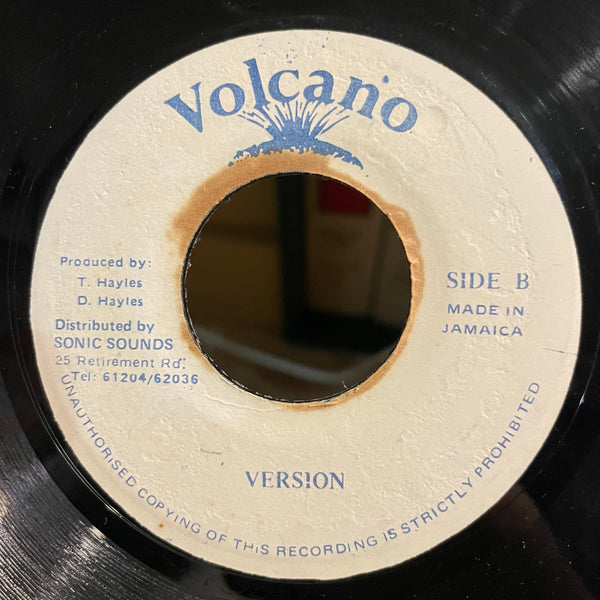 Volcano
Produced by:
T. Hayles
D. Hayles
Distributed by
SONIC SOUNDS
25 Retirement Rd.
Tel: 61204/62036
SIDE B
MADE IN
JAMAICA
VERSION
UNAUTHORISED COPYING OF THIS RECORDING IS STRICTLY PROHIBITED